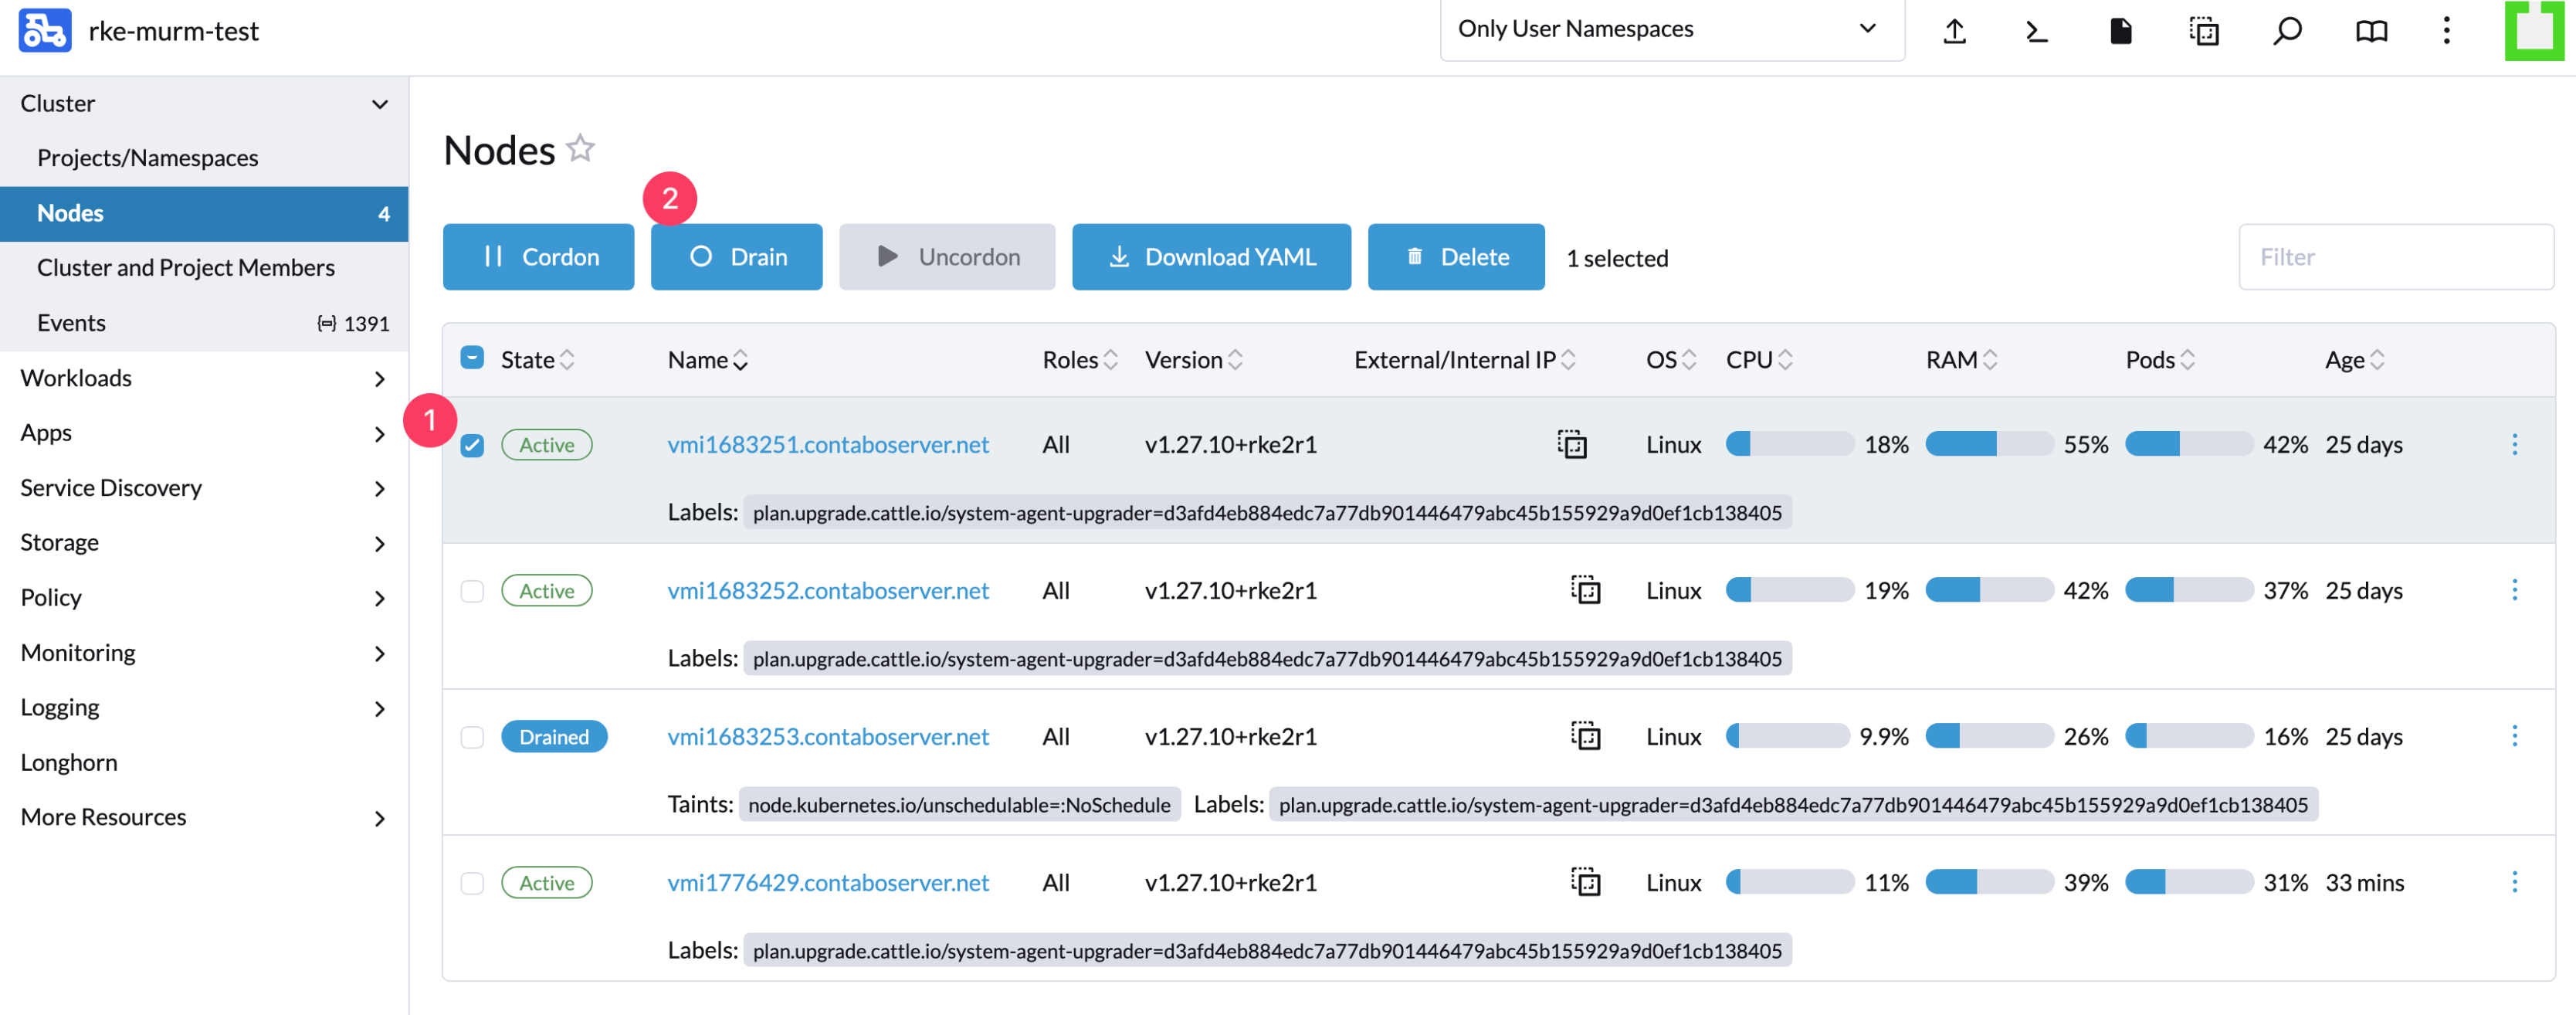 rke-murm-test
Only User Namespaces
Cluster
Projects/Namespaces
Nodes 4
Cluster and Project Members
Events 1391
Workloads
Apps
Service Discovery
Storage
Policy
Monitoring
Logging
Longhorn
More Resources
Nodes
2
Cordon Drain Uncordon Download YAML Delete 1 selected Filter
State Name Roles Version External/Internal IP OS CPU RAM Pods Age
1
Active vmi1683251.contaboserver.net All v1.27.10+rke2r1 Linux 18% 55% 42% 25 days
Labels: plan.upgrade.cattle.io/system-agent-upgrader=d3afd4eb884edc7a77db901446479abc45b155929a9d0ef1cb138405
Active vmi1683252.contaboserver.net All v1.27.10+rke2r1 Linux 19% 42% 37% 25 days
Labels: plan.upgrade.cattle.io/system-agent-upgrader=d3afd4eb884edc7a77db901446479abc45b155929a9d0ef1cb138405
Drained vmi1683253.contaboserver.net All v1.27.10+rke2r1 Linux 9.9% 26% 16% 25 days
Taints: node.kubernetes.io/unschedulable=:NoSchedule Labels: plan.upgrade.cattle.io/system-agent-upgrader=d3afd4eb884edc7a77db901446479abc45b155929a9d0ef1cb138405
Active vmi1776429.contaboserver.net All v1.27.10+rke2r1 Linux 11% 39% 31% 33 mins
Labels: plan.upgrade.cattle.io/system-agent-upgrader=d3afd4eb884edc7a77db901446479abc45b155929a9d0ef1cb138405